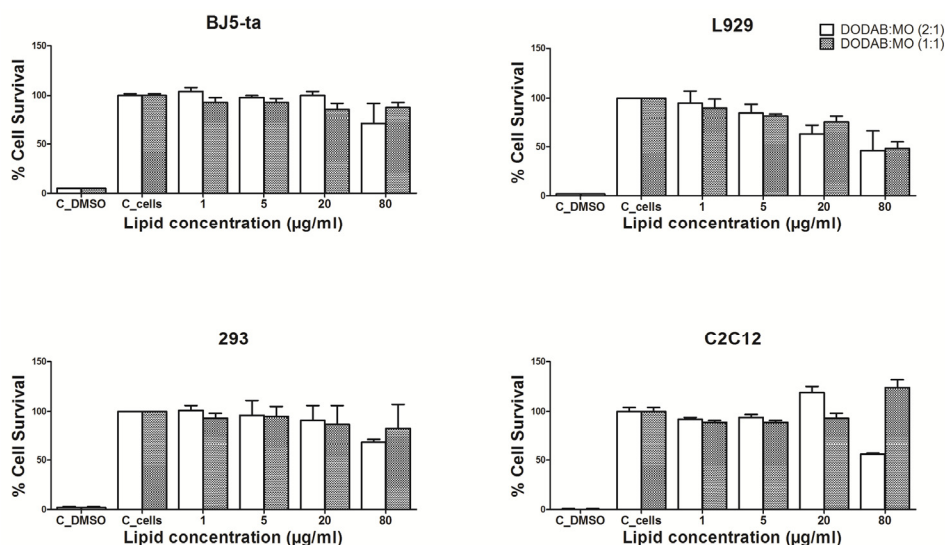 BJ5-ta
% Cell Survival
150
100
50
0
C_DMSO C_cells 1 5 20 80
Lipid concentration (µg/ml)
L929
DODAB:MO (2:1)
DODAB:MO (1:1)
% Cell Survival
150
100
50
0
C_DMSO C_cells 1 5 20 80
Lipid concentration (µg/ml)
293
% Cell Survival
150
100
50
0
C_DMSO C_cells 1 5 20 80
Lipid concentration (µg/ml)
C2C12
% Cell Survival
150
100
50
0
C_DMSO C_cells 1 5 20 80
Lipid concentration (µg/ml)